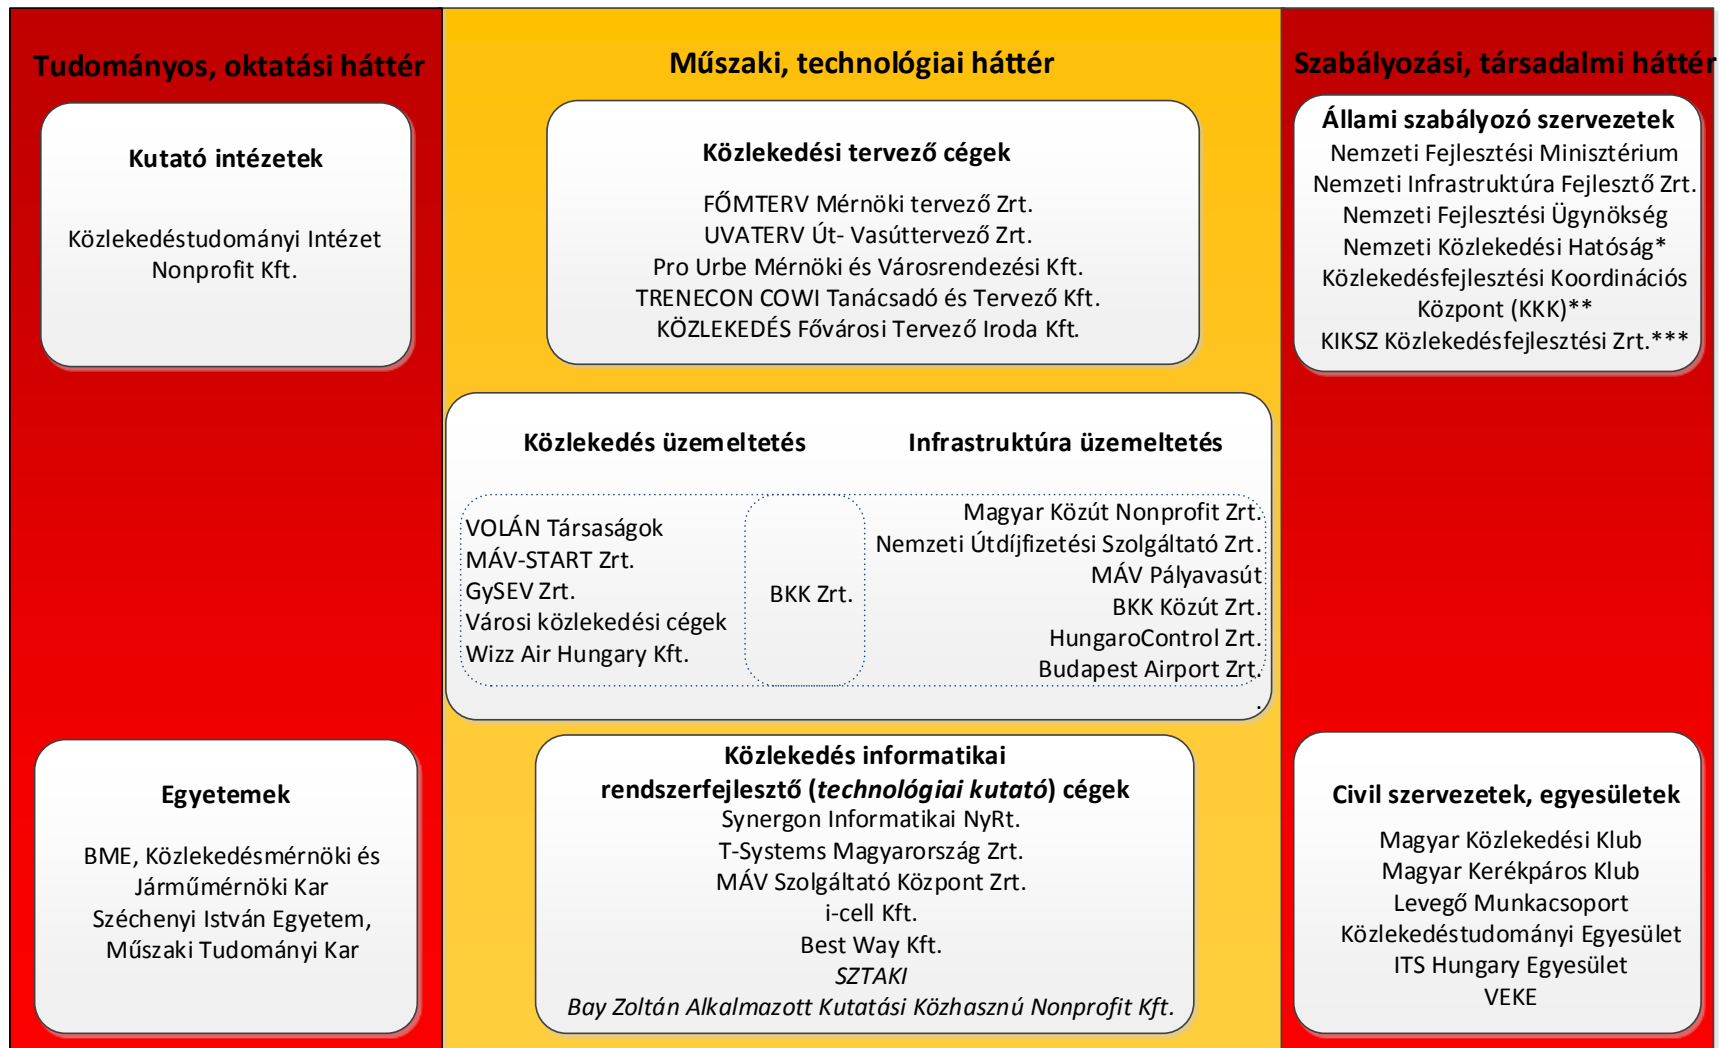 Tudományos, oktatási háttér
Kutató intézetek
Közlekedéstudományi Intézet
Nonprofit Kft.
Egyetemek
BME, Közlekedésmérnöki és
Járműmérnöki Kar
Széchenyi István Egyetem,
Műszaki Tudományi Kar
Műszaki, technológiai háttér
Közlekedési tervező cégek
FŐMTERV Mérnöki tervező Zrt.
UVATERV Út- Vasúttervező Zrt.
Pro Urbe Mérnöki és Városrendezési Kft.
TRENECON COWI Tanácsadó és Tervező Kft.
KÖZLEKEDÉS Fővárosi Tervező Iroda Kft.
Közlekedés üzemeltetés
VOLÁN Társaságok
MÁV-START Zrt.
GySEV Zrt.
Városi közlekedési cégek
Wizz Air Hungary Kft.
BKK Zrt.
Infrastruktúra üzemeltetés
Magyar Közút Nonprofit Zrt.
Nemzeti Útdíjfizetési Szolgáltató Zrt.
MÁV Pályavasút
BKK Közút Zrt.
HungaroControl Zrt.
Budapest Airport Zrt.
.
Közlekedés informatikai
rendszerfejlesztő (technológiai kutató) cégek
Synergon Informatikai NyRt.
T-Systems Magyarország Zrt.
MÁV Szolgáltató Központ Zrt.
i-cell Kft.
Best Way Kft.
SZTAKI
Bay Zoltán Alkalmazott Kutatási Közhasznú Nonprofit Kft.
Szabályozási, társadalmi háttér
Állami szabályozó szervezetek
Nemzeti Fejlesztési Minisztérium
Nemzeti Infrastruktúra Fejlesztő Zrt.
Nemzeti Fejlesztési Ügynökség
Nemzeti Közlekedési Hatóság*
Közlekedésfejlesztési Koordinációs
Központ (KKK)**
KIKSZ Közlekedésfejlesztési Zrt.***
Civil szervezetek, egyesületek
Magyar Közlekedési Klub
Magyar Kerékpáros Klub
Levegő Munkacsoport
Közlekedéstudományi Egyesület
ITS Hungary Egyesület
VEKE